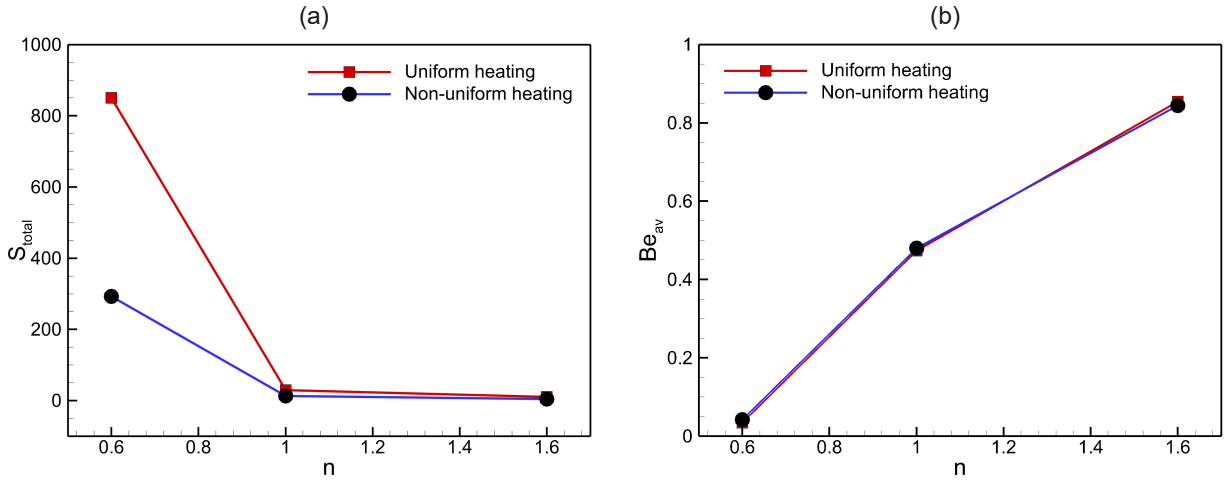 (a)
1000
800
600
400
200
0
S_total
Uniform heating
Non-uniform heating
0.6 0.8 1 1.2 1.4 1.6
n
(b)
1
0.8
0.6
0.4
0.2
0
Be_av
Uniform heating
Non-uniform heating
0.6 0.8 1 1.2 1.4 1.6
n